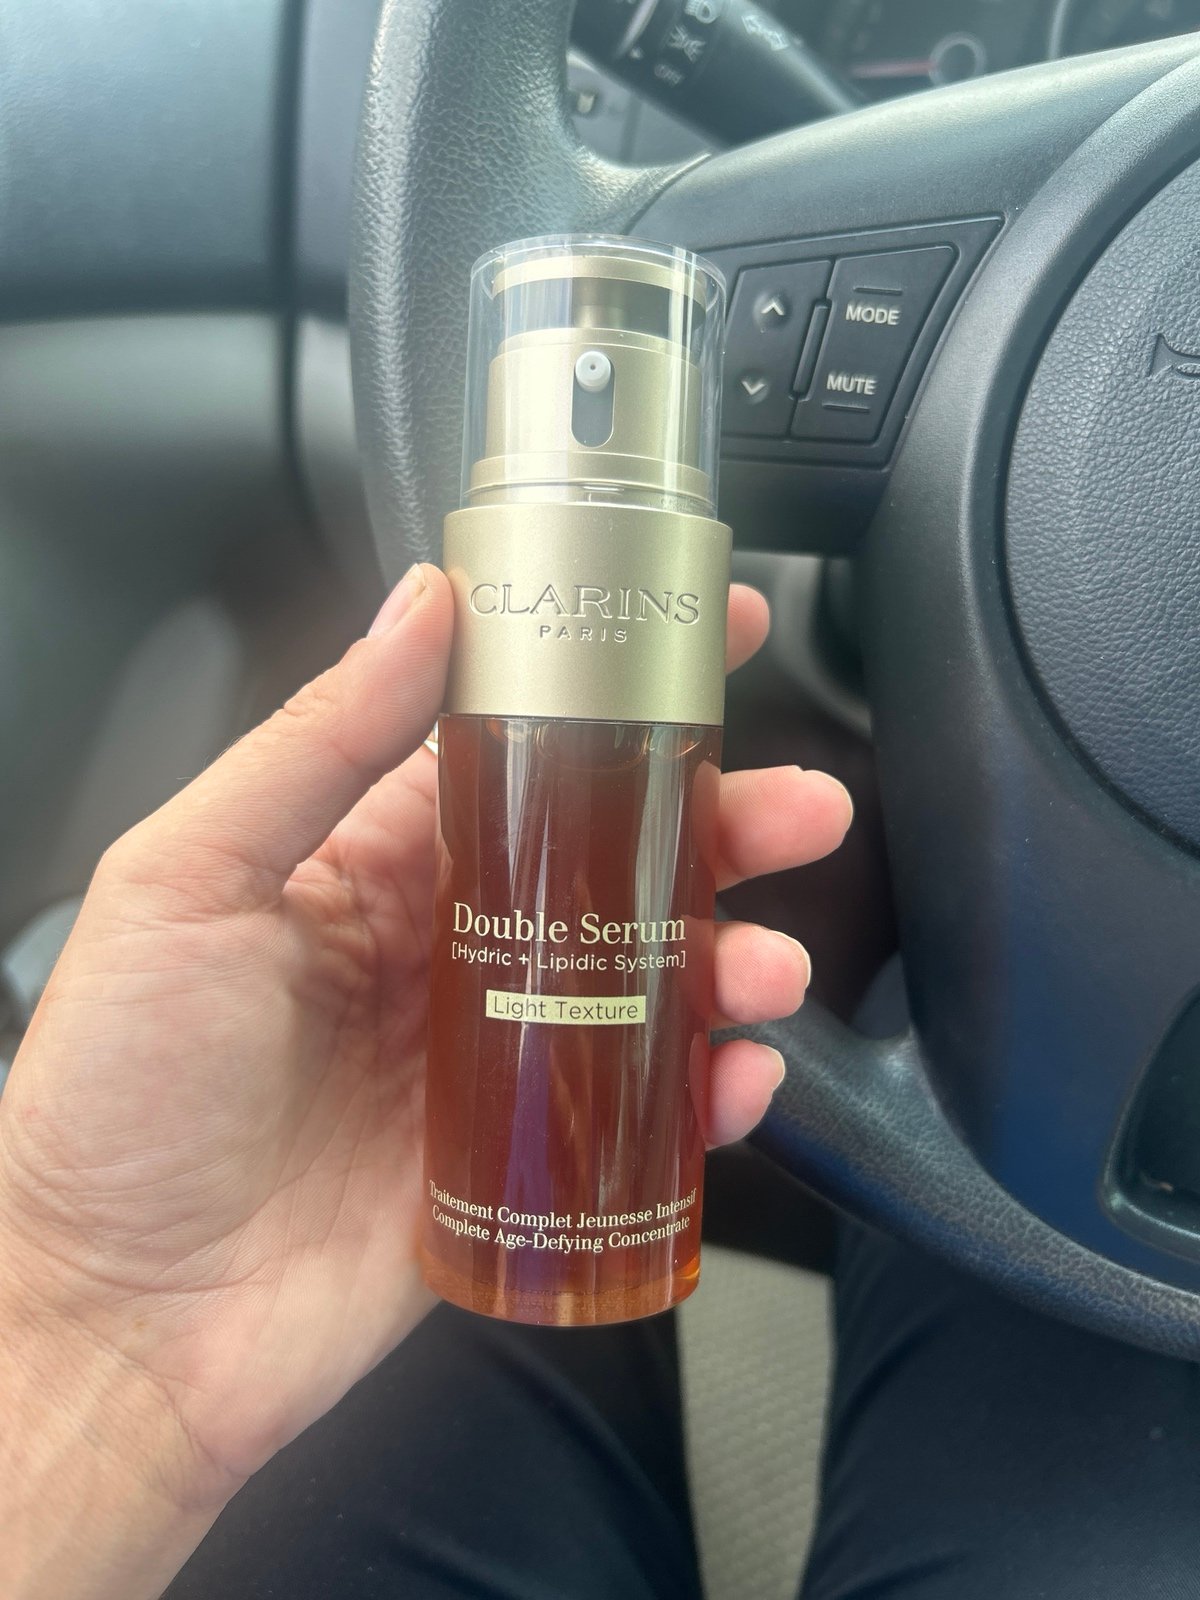 OFF
MODE
MUTE
CLARINS
PARIS
Double Serum
[Hydric + Lipidic System]
Light Texture
Traitement Complet Jeunesse Intensif
Complete Age-Defying Concentrate